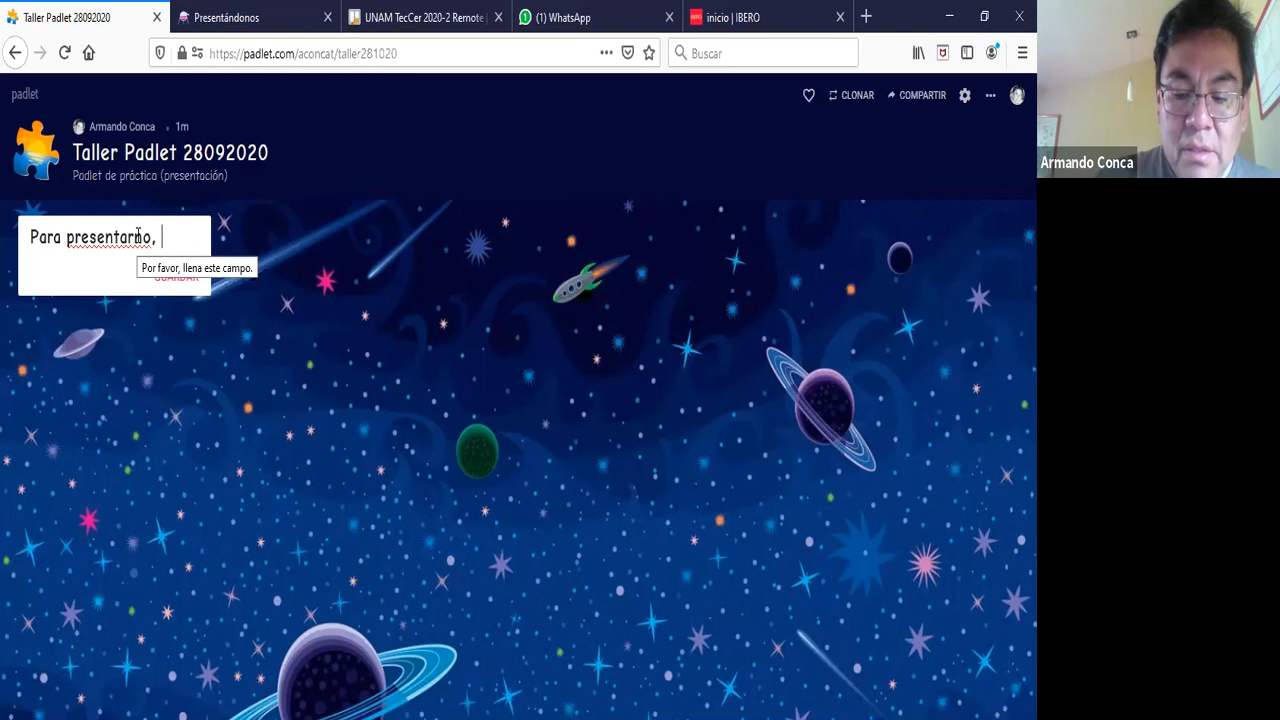 Taller Padlet 28092020
Presentándonos
UNAM TecCer 2020-2 Remote
(1) WhatsApp
IBERO
inicio | IBERO
https://padlet.com/aconcat/taller281020
Buscar
padlet
CLONAR
COMPARTIR
Armando Conca
1m
Taller Padlet 28092020
Padlet de práctica (presentación)
Para presentarno,
Por favor, llena este campo.
GUARDAR
Armando Conca